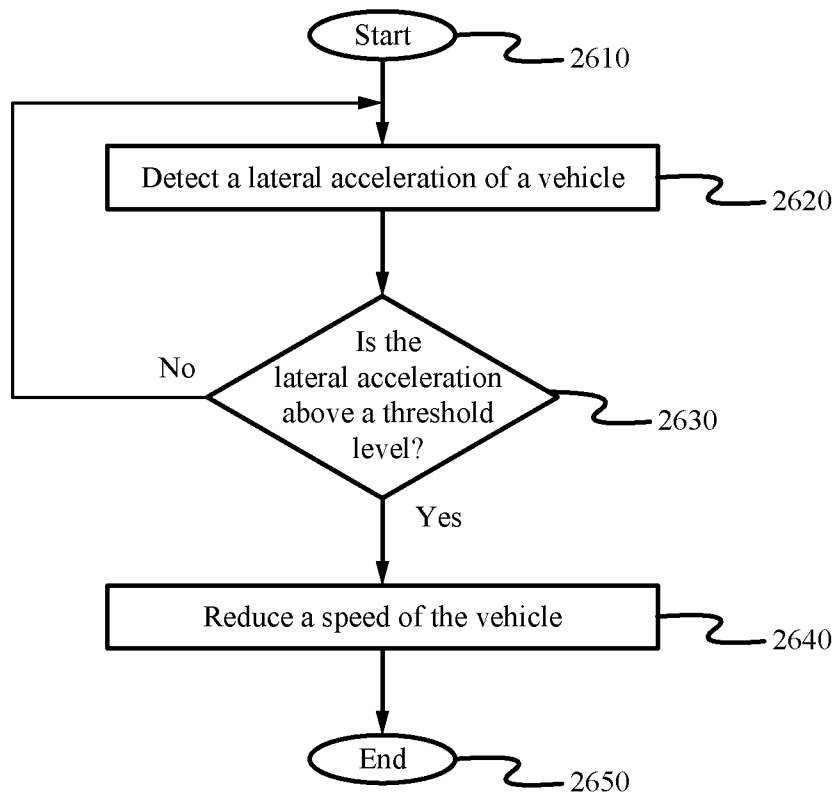 Start
2610
Detect a lateral acceleration of a vehicle
2620
Is the
lateral acceleration
above a threshold
level?
No
2630
Yes
Reduce a speed of the vehicle
2640
End
2650